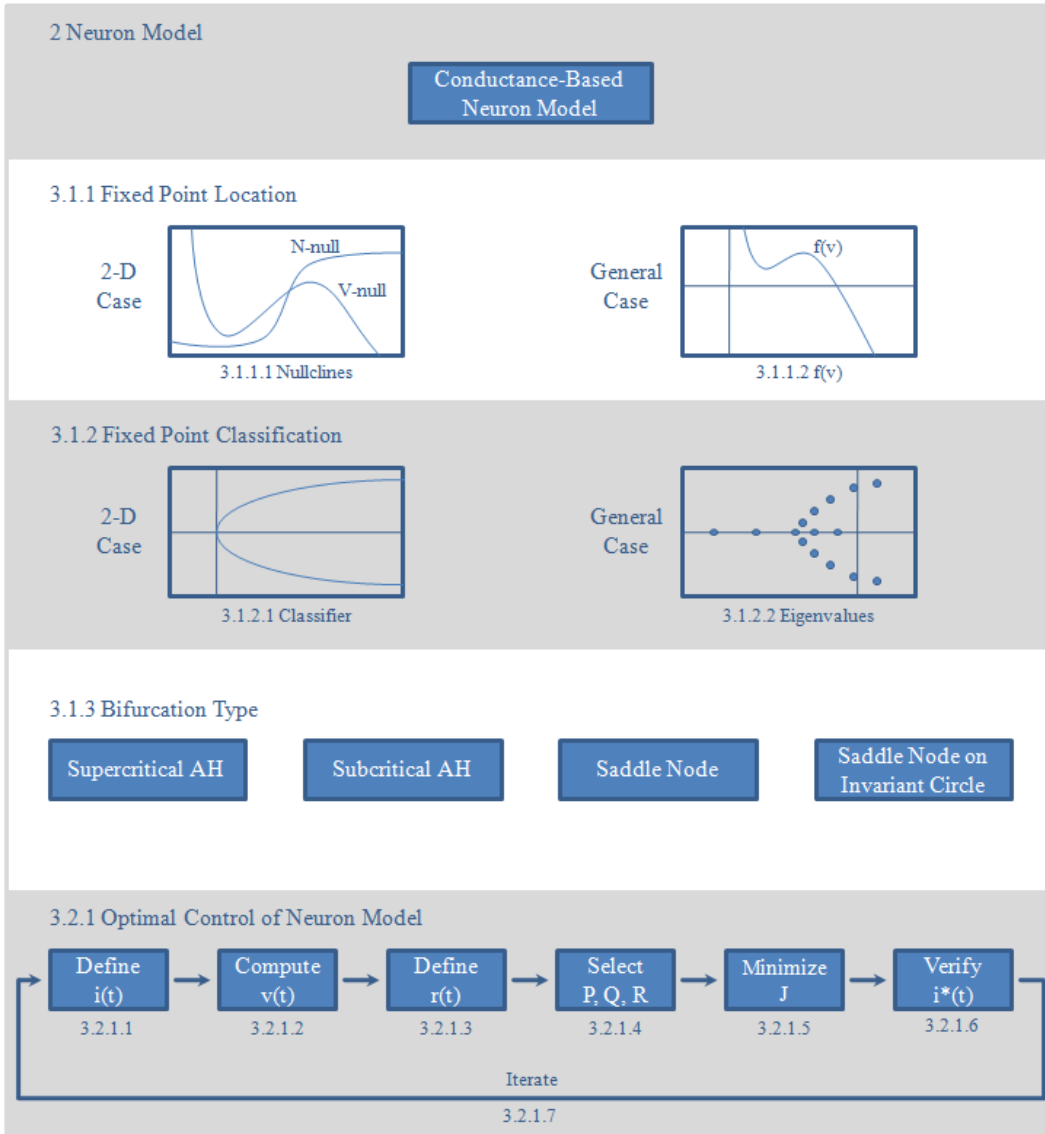 2 Neuron Model
Conductance-Based
Neuron Model
3.1.1 Fixed Point Location
2-D
Case
N-null
V-null
3.1.1.1 Nullclines
General
Case
f(v)
3.1.1.2 f(v)
3.1.2 Fixed Point Classification
2-D
Case
3.1.2.1 Classifier
General
Case
3.1.2.2 Eigenvalues
3.1.3 Bifurcation Type
Supercritical AH
Subcritical AH
Saddle Node
Saddle Node on
Invariant Circle
3.2.1 Optimal Control of Neuron Model
Define
i(t)
3.2.1.1
Compute
v(t)
3.2.1.2
Define
r(t)
3.2.1.3
Select
P, Q, R
3.2.1.4
Minimize
J
3.2.1.5
Verify
i*(t)
3.2.1.6
Iterate
3.2.1.7